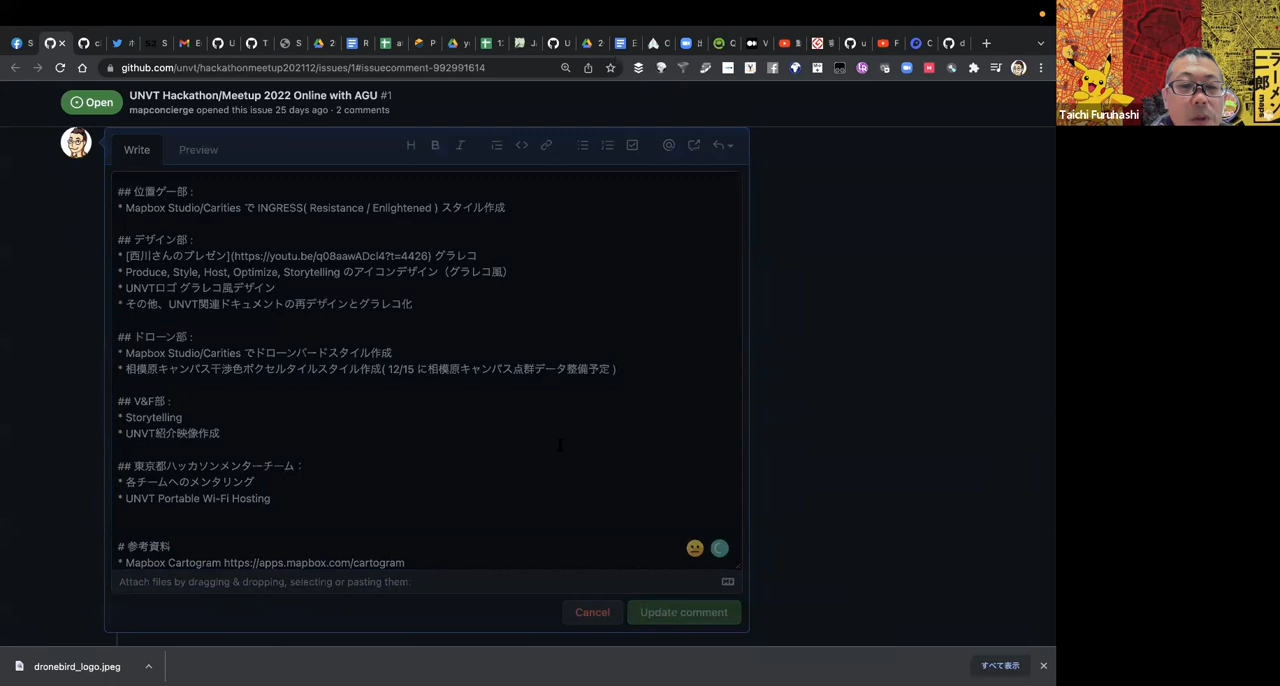 github.com/unvt/hackathonmeetup202112/issues/1#issuecomment-992991614
Open
UNVT Hackathon/Meetup 2022 Online with AGU #1
mapconcierge opened this issue 25 days ago · 2 comments
Taichi Furuhashi
ラーメン
二郎
Write
Preview
## 位置ゲー部：
* Mapbox Studio/Carities で INGRESS( Resistance / Enlightened ) スタイル作成
## デザイン部：
* [西川さんのプレゼン](https://youtu.be/q08aawADcI4?t=4426) グラレコ
* Produce, Style, Host, Optimize, Storytelling のアイコンデザイン（グラレコ風）
* UNVTロゴ グラレコ風デザイン
* その他、UNVT関連ドキュメントの再デザインとグラレコ化
## ドローン部：
* Mapbox Studio/Carities でドローンバードスタイル作成
* 相模原キャンパス干渉色ボクセルタイルスタイル作成( 12/15 に相模原キャンパス点群データ整備予定 )
## V&F部：
* Storytelling
* UNVT紹介映像作成
## 東京都ハッカソンメンターチーム：
* 各チームへのメンタリング
* UNVT Portable Wi-Fi Hosting
# 参考資料
* Mapbox Cartogram https://apps.mapbox.com/cartogram
Attach files by dragging & dropping, selecting or pasting them.
Cancel
Update comment
dronebird_logo.jpeg
すべて表示